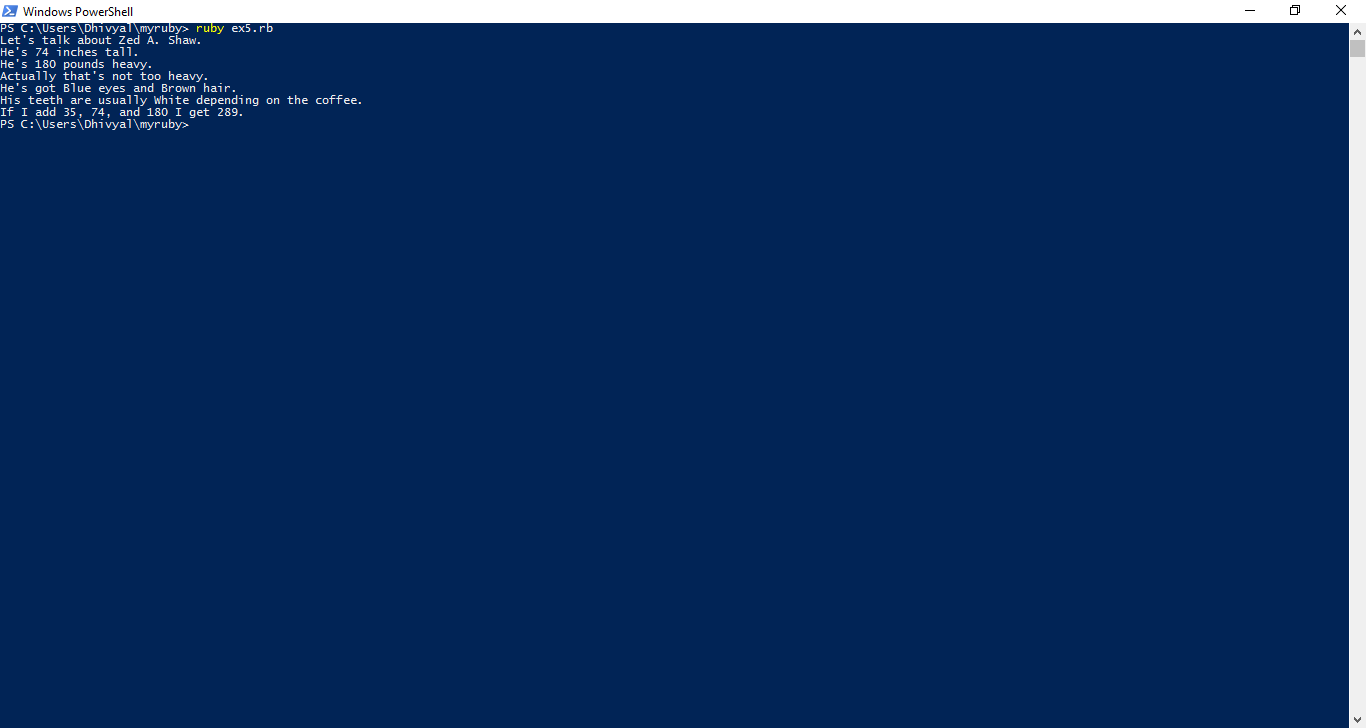 Windows PowerShell
PS C:\Users\Dhivyal\myruby> ruby ex5.rb
Let's talk about Zed A. Shaw.
He's 74 inches tall.
He's 180 pounds heavy.
Actually that's not too heavy.
He's got Blue eyes and Brown hair.
His teeth are usually White depending on the coffee.
If I add 35, 74, and 180 I get 289.
PS C:\Users\Dhivyal\myruby>